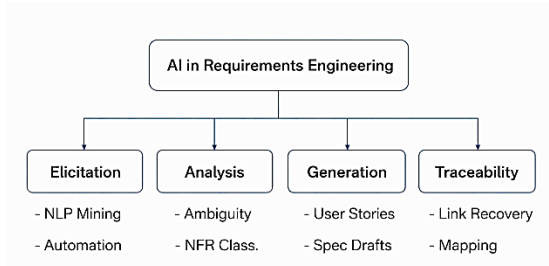 AI in Requirements Engineering
Elicitation
Analysis
Generation
Traceability
- NLP Mining
- Ambiguity
- User Stories
- Link Recovery
- Automation
- NFR Class.
- Spec Drafts
- Mapping